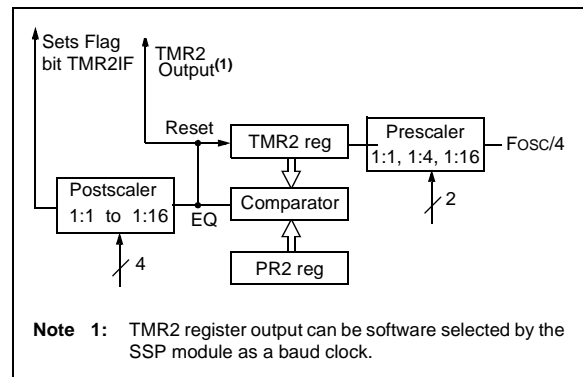 Sets Flag
bit TMR2IF
TMR2
Output(1)
Reset
TMR2 reg
Prescaler
1:1, 1:4, 1:16
FOSC/4
2
Postscaler
1:1 to 1:16
EQ
Comparator
4
PR2 reg
Note 1: TMR2 register output can be software selected by the
SSP module as a baud clock.